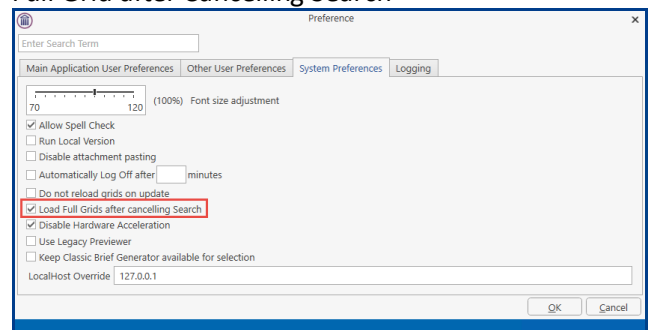 Full Grid after Cancelling Search
Preference
Enter Search Term
Main Application User Preferences Other User Preferences System Preferences Logging
70 120 (100%) Font size adjustment
Allow Spell Check
Run Local Version
Disable attachment pasting
Automatically Log Off after minutes
Do not reload grids on update
Load Full Grids after cancelling Search
Disable Hardware Acceleration
Use Legacy Previewer
Keep Classic Brief Generator available for selection
LocalHost Override 127.0.0.1
OK Cancel